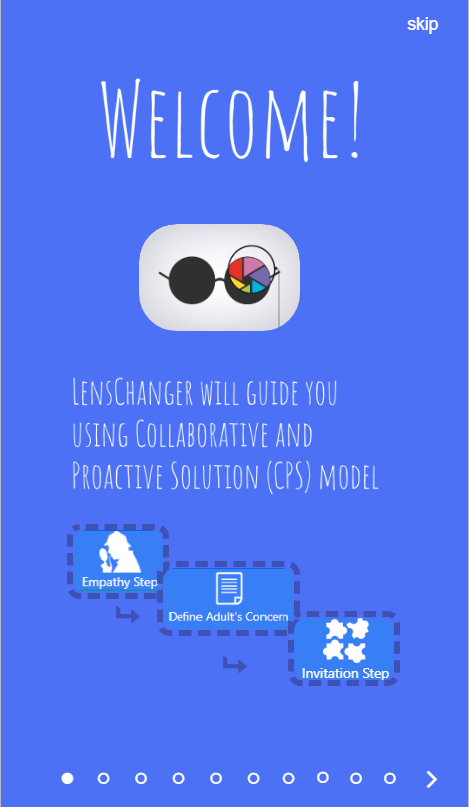 skip
Welcome!
LensChanger will guide you
using Collaborative and
Proactive Solution (CPS) model
Empathy Step
Define Adult's Concern
Invitation Step